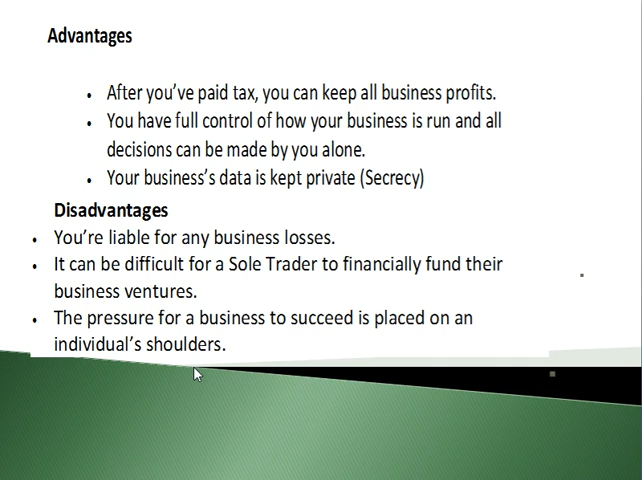 Advantages
• After you've paid tax, you can keep all business profits.
• You have full control of how your business is run and all
decisions can be made by you alone.
• Your business's data is kept private (Secrecy)
Disadvantages
• You're liable for any business losses.
• It can be difficult for a Sole Trader to financially fund their
business ventures.
• The pressure for a business to succeed is placed on an
individual's shoulders.